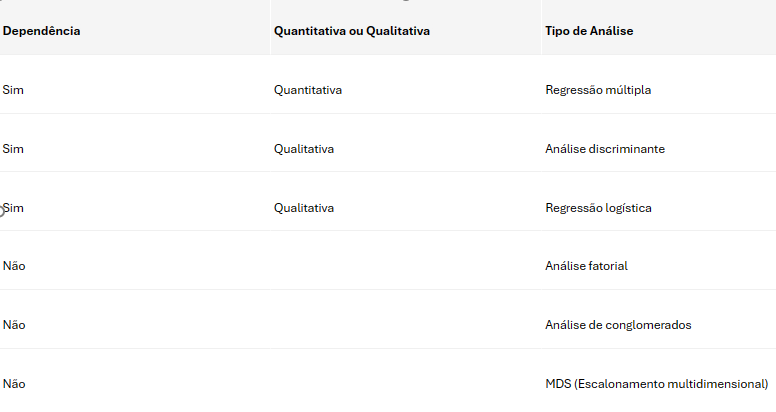 Dependência Quantitativa ou Qualitativa Tipo de Análise
Sim Quantitativa Regressão múltipla
Sim Qualitativa Análise discriminante
Sim Qualitativa Regressão logística
Não Análise fatorial
Não Análise de conglomerados
Não MDS (Escalonamento multidimensional)